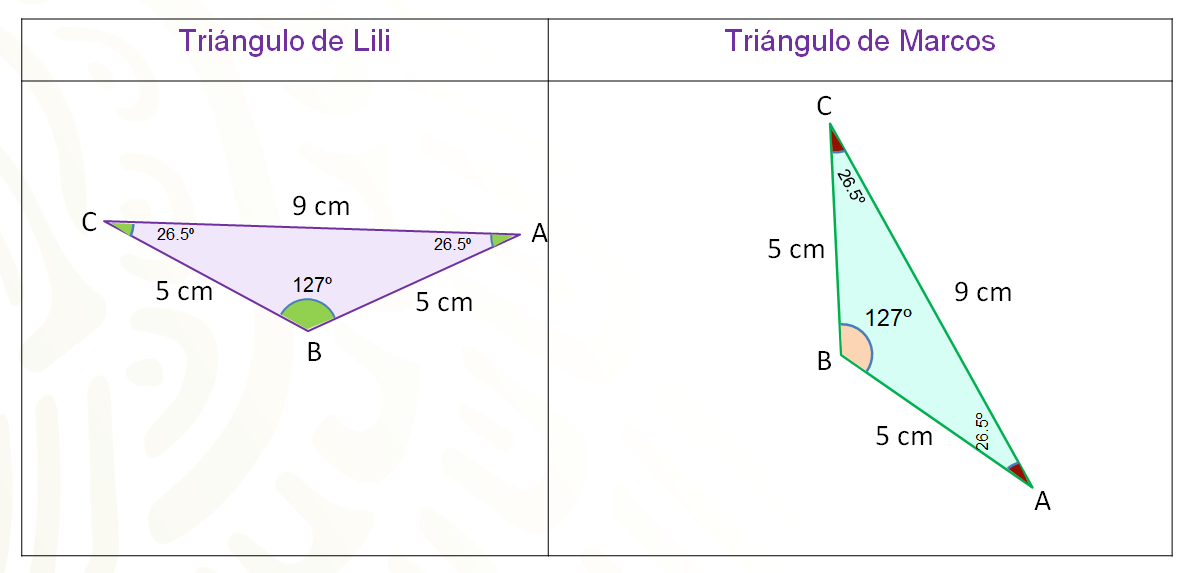 Triángulo de Lili
Triángulo de Marcos
9 cm
C
A
26.5º
26.5º
127º
5 cm
5 cm
B
C
26.5º
5 cm
9 cm
127º
B
5 cm
26.5º
A